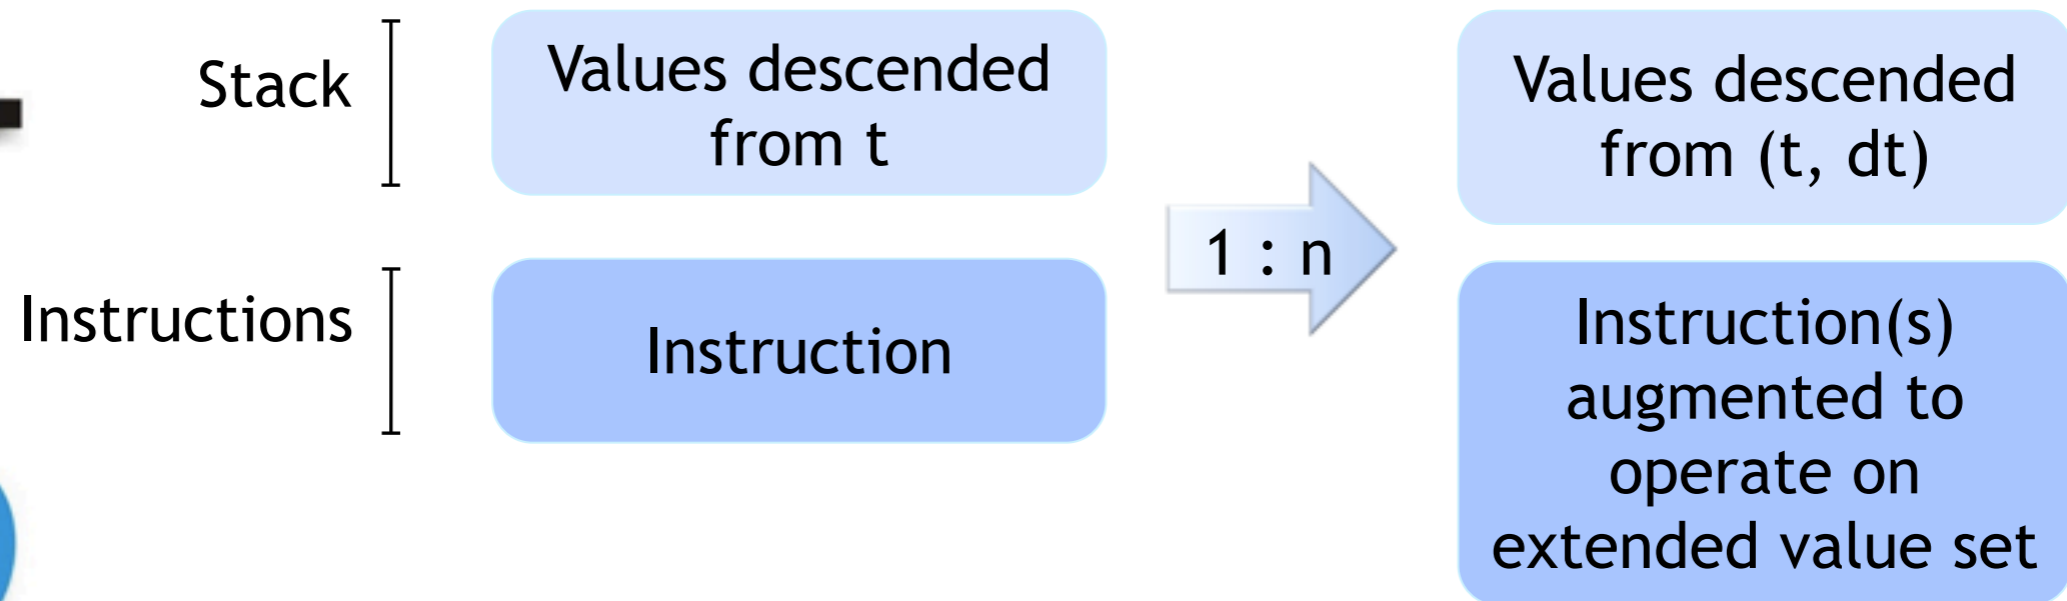 Stack
Values descended
from t
Instructions
Instruction
1 : n
Values descended
from (t, dt)
Instruction(s)
augmented to
operate on
extended value set